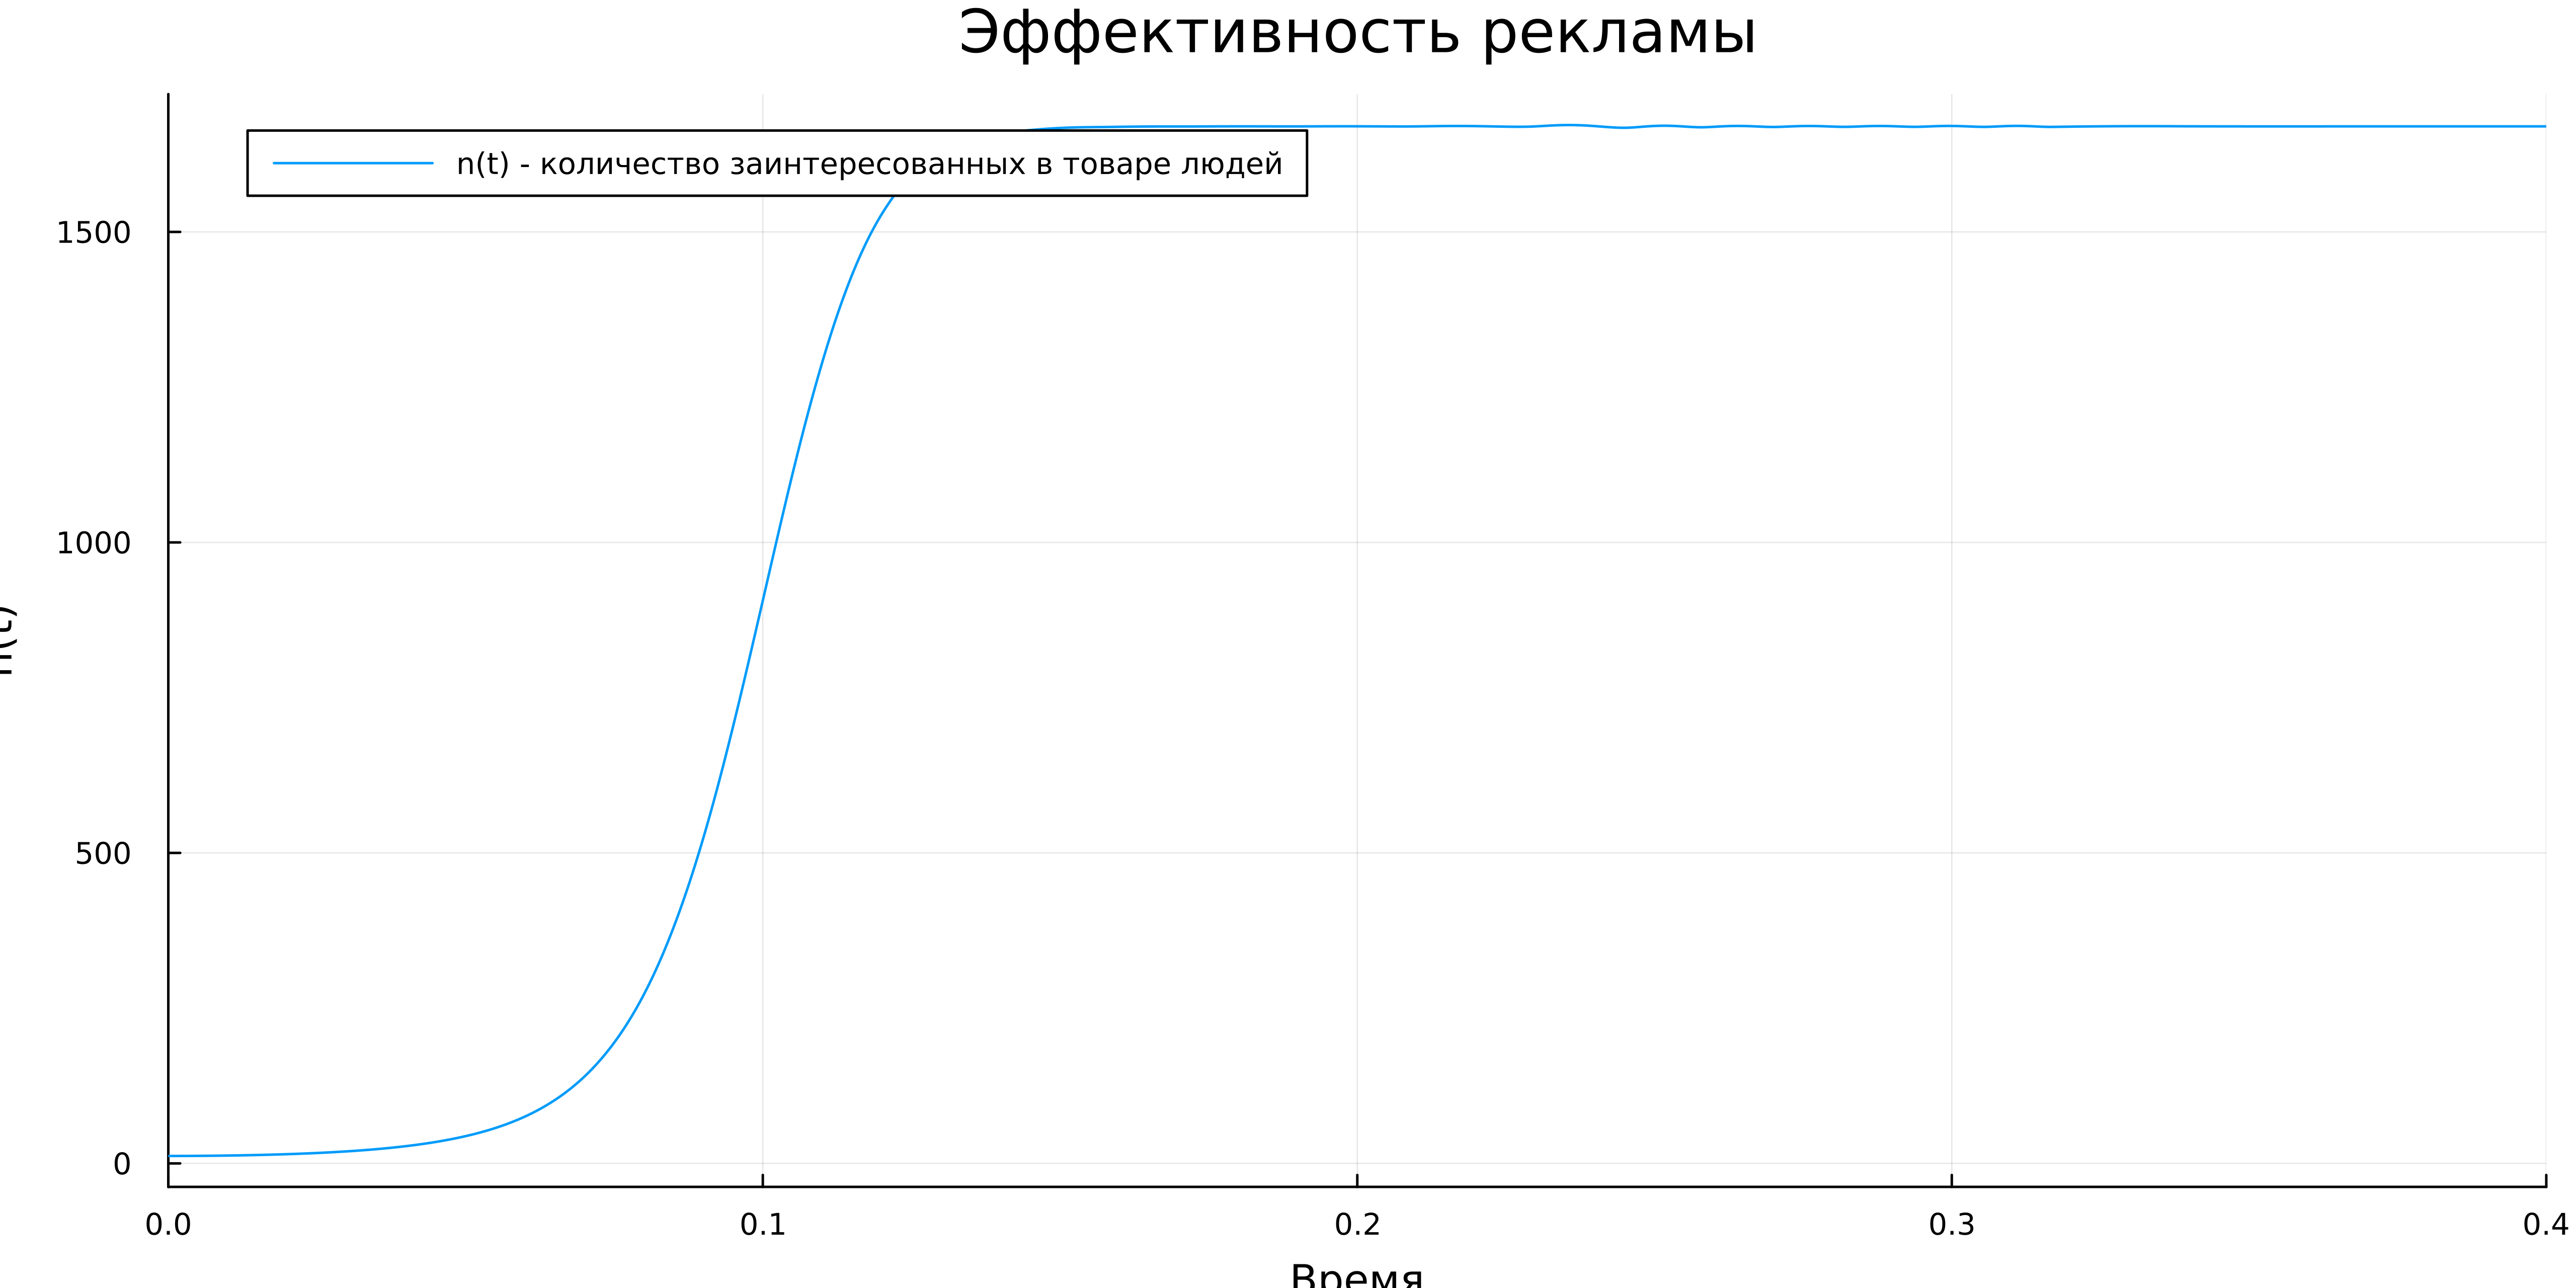 Эффективность рекламы
n(t) - количество заинтересованных в товаре людей
1500
1000
500
0
n(t)
0.0 0.1 0.2 0.3 0.4
Время